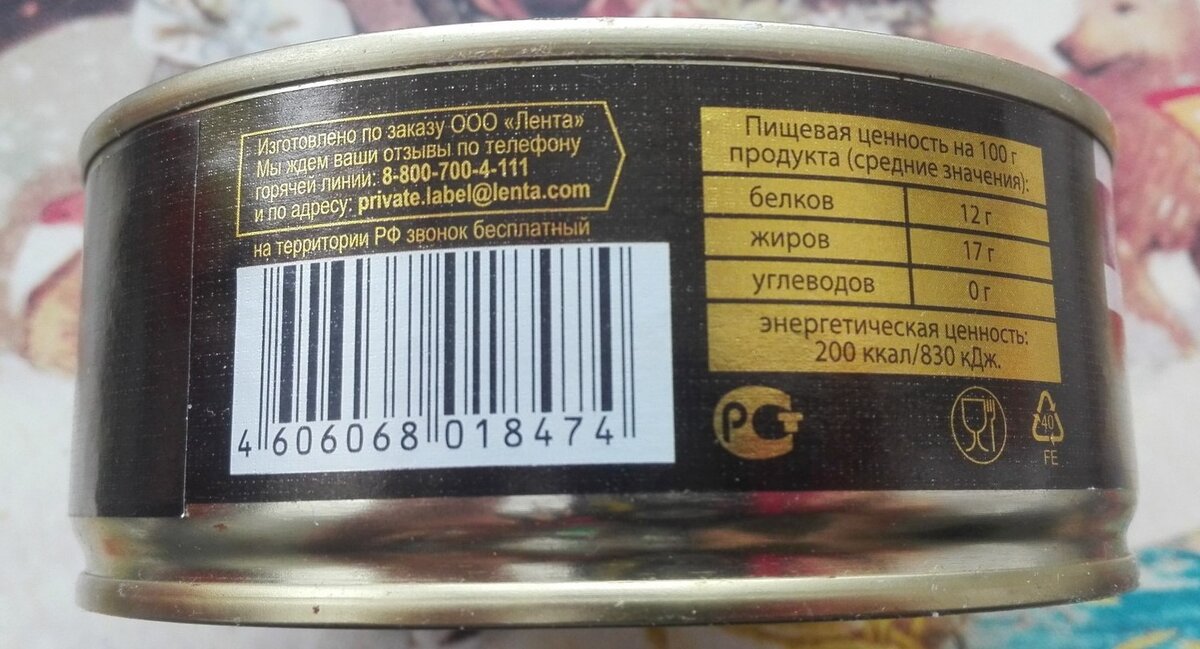 Изготовлено по заказу ООО «Лента»
Мы ждем ваши отзывы по телефону
горячей линии: 8-800-700-4-111
и по адресу: private.label@lenta.com
на территории РФ звонок бесплатный
4 606068 018474
Пищевая ценность на 100 г
продукта (средние значения):
белков 12 г
жиров 17 г
углеводов 0 г
энергетическая ценность:
200 ккал/830 кДж.
РСТ
40
FE